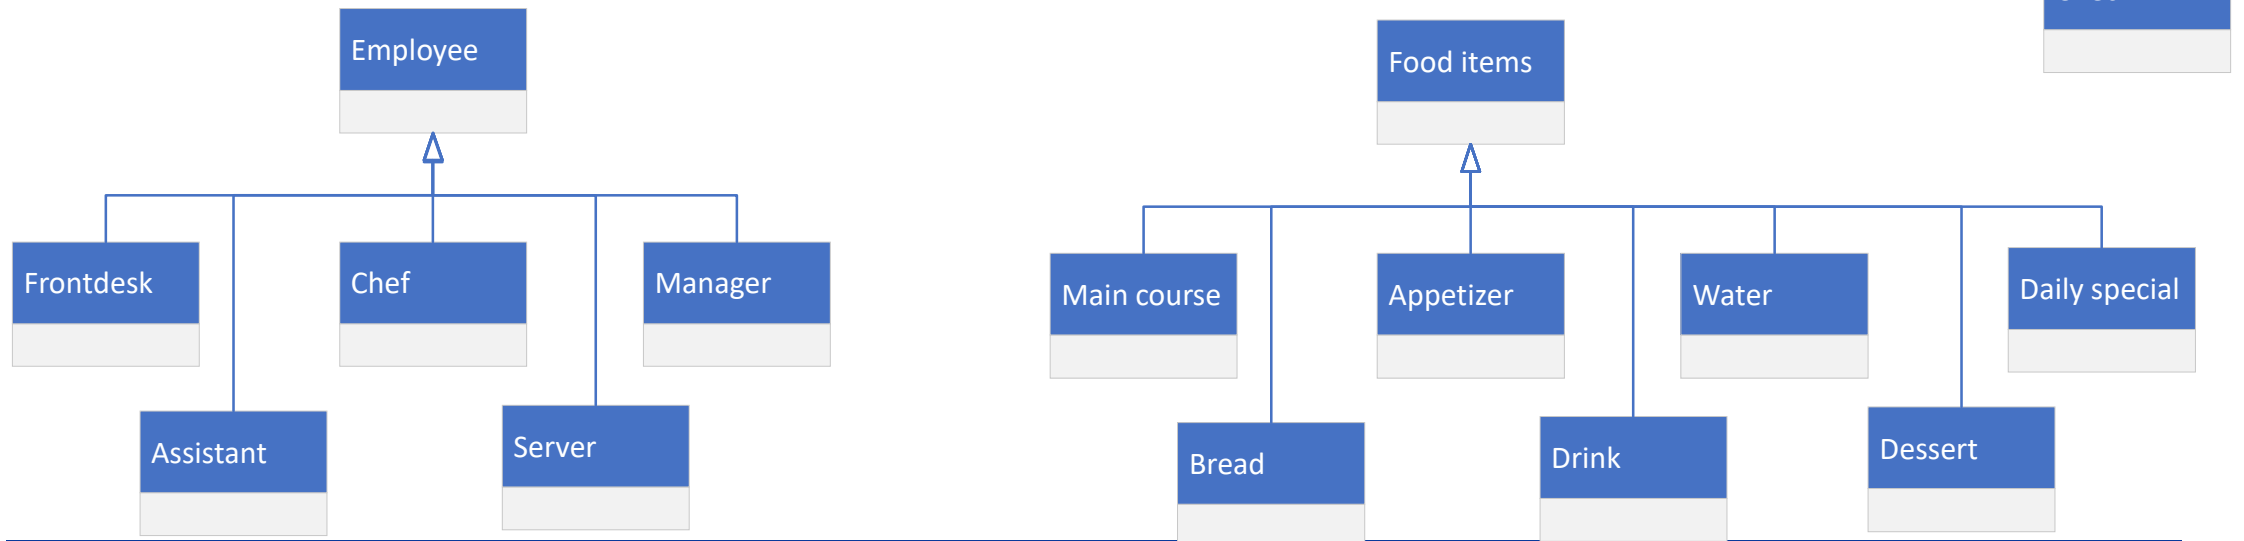 Employee
Food items
Frontdesk
Chef
Manager
Main course
Appetizer
Water
Daily special
Assistant
Server
Bread
Drink
Dessert